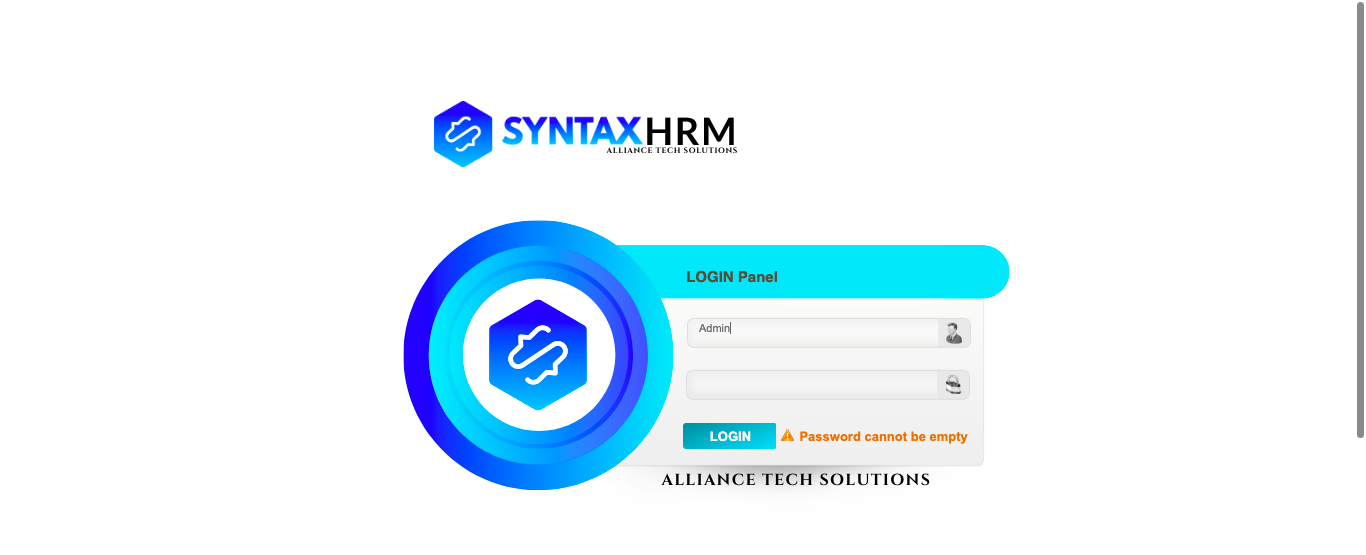 SYNTAXHRM
ALLIANCE TECH SOLUTIONS
LOGIN Panel
Admin
LOGIN
Password cannot be empty
ALLIANCE TECH SOLUTIONS